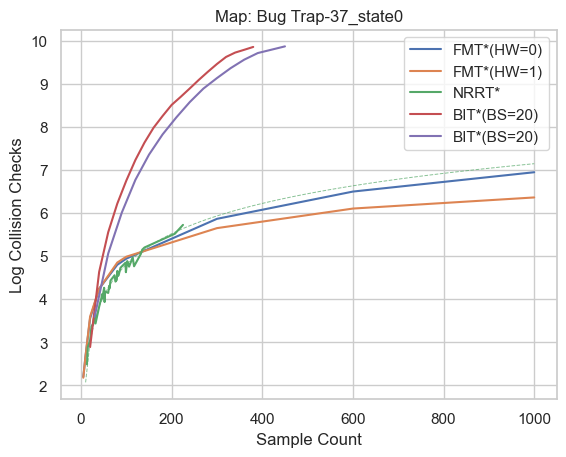 Map: Bug Trap-37_state0
FMT*(HW=0)
FMT*(HW=1)
NRRT*
BIT*(BS=20)
BIT*(BS=20)
Log Collision Checks
10
9
8
7
6
5
4
3
2
0
200
400
600
800
1000
Sample Count